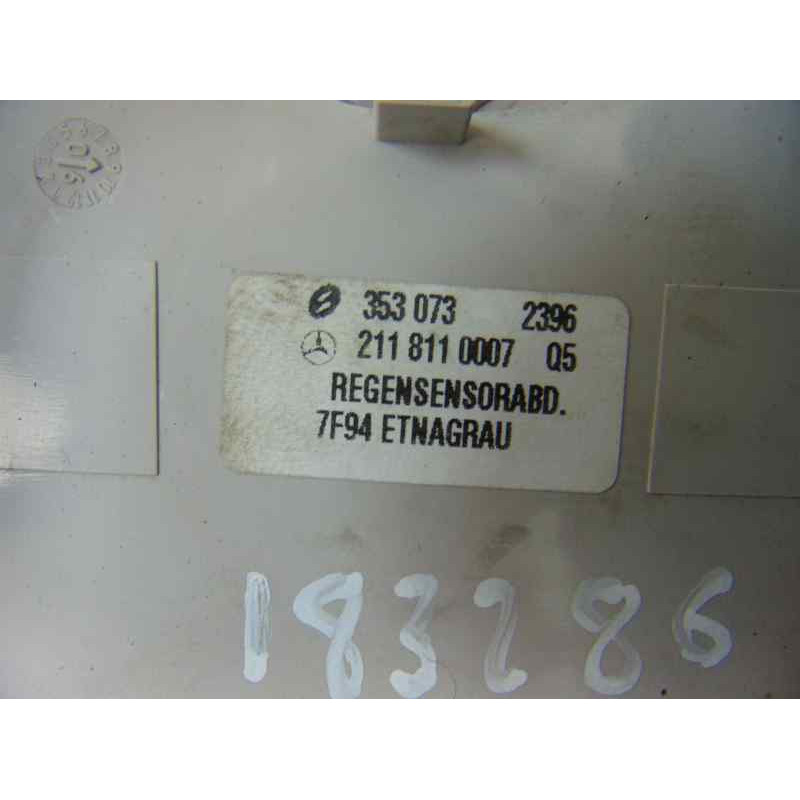 353 073 2396
211 811 0007 Q5
REGENSENSORABD.
7F94 ETNAGRAU
183286